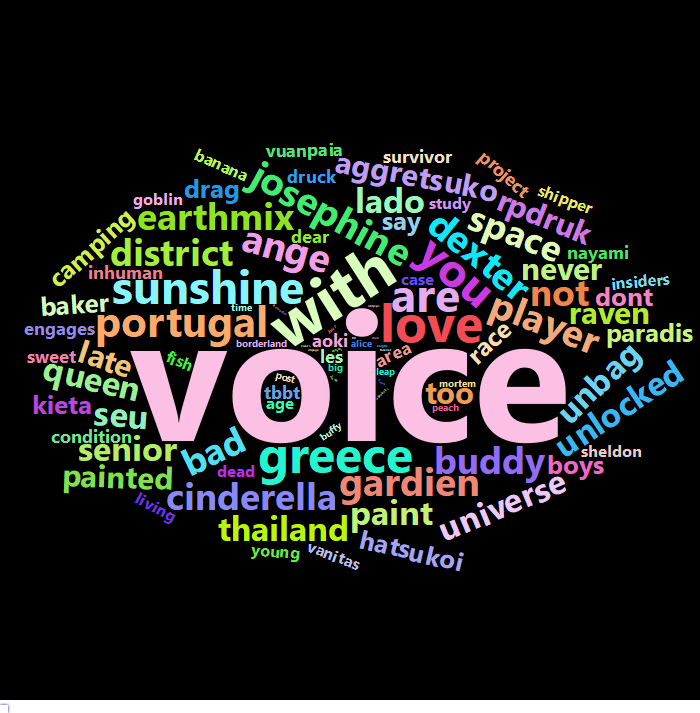 vuanpaia
banana
survivor
project
aggretsuko
shipper
druck
drag
josephine
goblin
lado
study
rpdruk
earthmix
say
space
camping
dear
dexter
ange
you
nayami
district
never
inhuman
with
case
insiders
sunshine
are
not
dont
baker
time
player
raven
portugal
love
engages
paradis
race
borderland
aoki
alice
late
sweet
fish
les
area
unbag
queen
voice
big
leap
post
tbbt
mortem
too
unlocked
kieta
age
peach
seu
buffy
condition
senior
bad
greece
buddy
boys
sheldon
painted
dead
gardien
cinderella
universe
living
paint
thailand
hatsukoi
young
vanitas